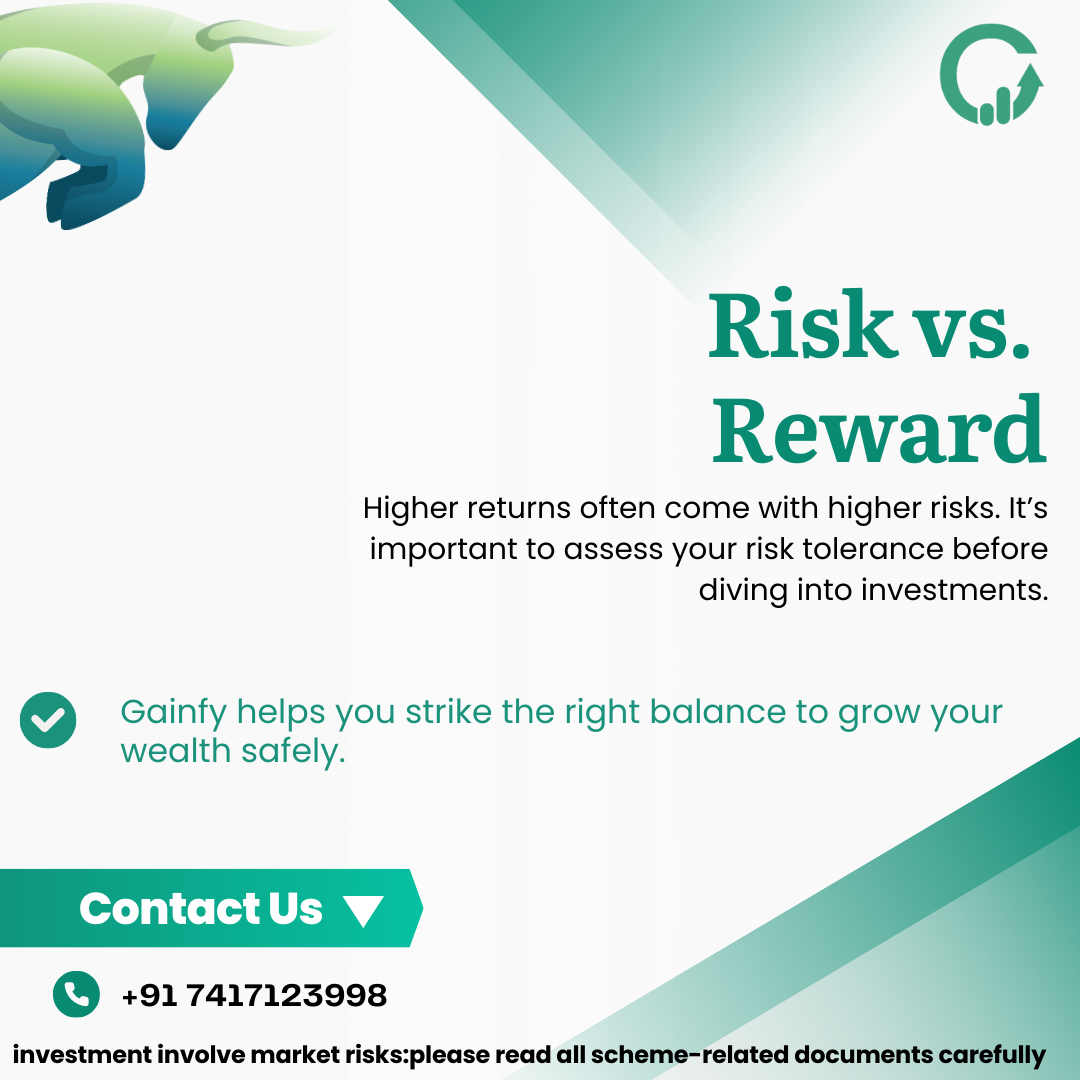 Risk vs.
Reward
Higher returns often come with higher risks. It’s
important to assess your risk tolerance before
diving into investments.
Gainfy helps you strike the right balance to grow your
wealth safely.
Contact Us
+91 7417123998
investment involve market risks:please read all scheme-related documents carefully